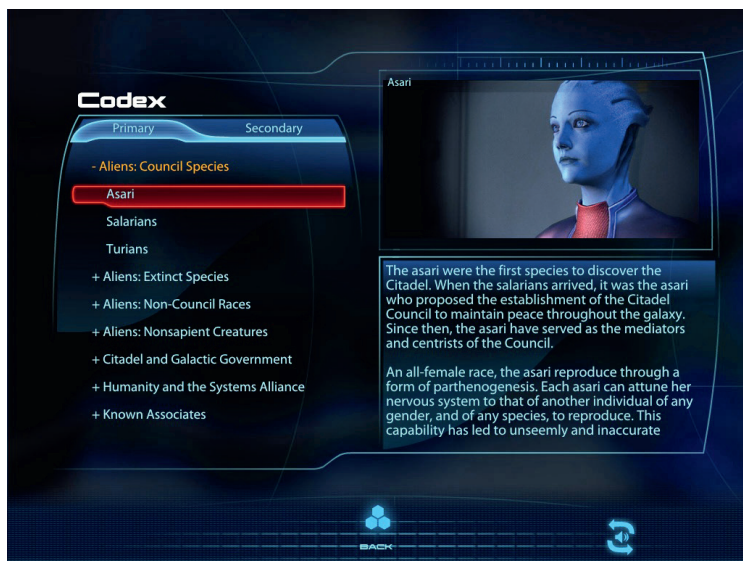 Codex
Primary Secondary
- Aliens: Council Species
Asari
Salarians
Turians
+ Aliens: Extinct Species
+ Aliens: Non-Council Races
+ Aliens: Nonsapient Creatures
+ Citadel and Galactic Government
+ Humanity and the Systems Alliance
+ Known Associates
Asari
The asari were the first species to discover the
Citadel. When the salarians arrived, it was the asari
who proposed the establishment of the Citadel
Council to maintain peace throughout the galaxy.
Since then, the asari have served as the mediators
and centrists of the Council.
An all-female race, the asari reproduce through a
form of parthenogenesis. Each asari can attune her
nervous system to that of another individual of any
gender, and of any species, to reproduce. This
capability has led to unseemly and inaccurate
BACK